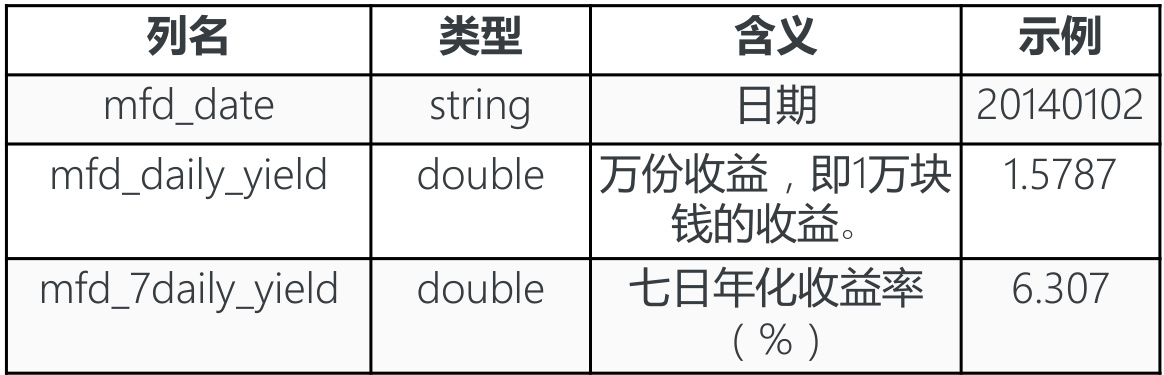 列名 类型 含义 示例
mfd_date string 日期 20140102
mfd_daily_yield double 万份收益，即1万块 1.5787
钱的收益。
mfd_7daily_yield double 七日年化收益率 6.307
（%）